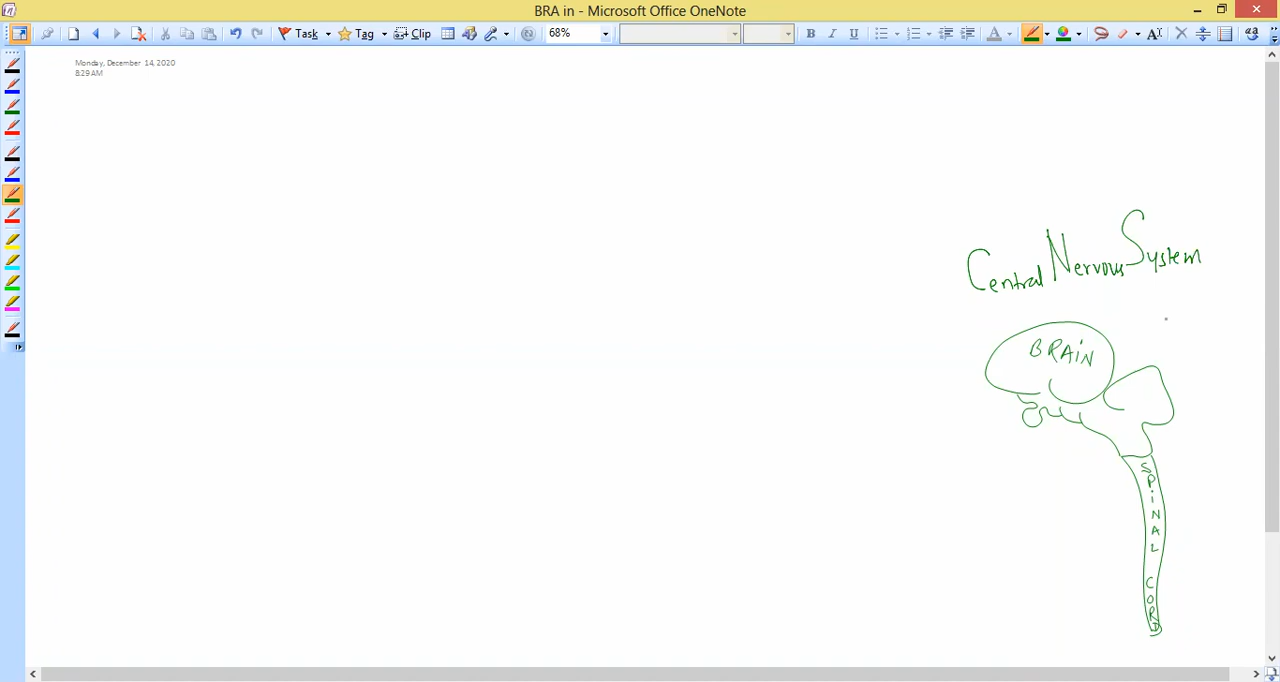 BRA in - Microsoft Office OneNote
Task Tag Clip 68% B I U
Monday, December 14, 2020
8:29 AM
Central Nervous System
BRAiN
SPiNAL CORD